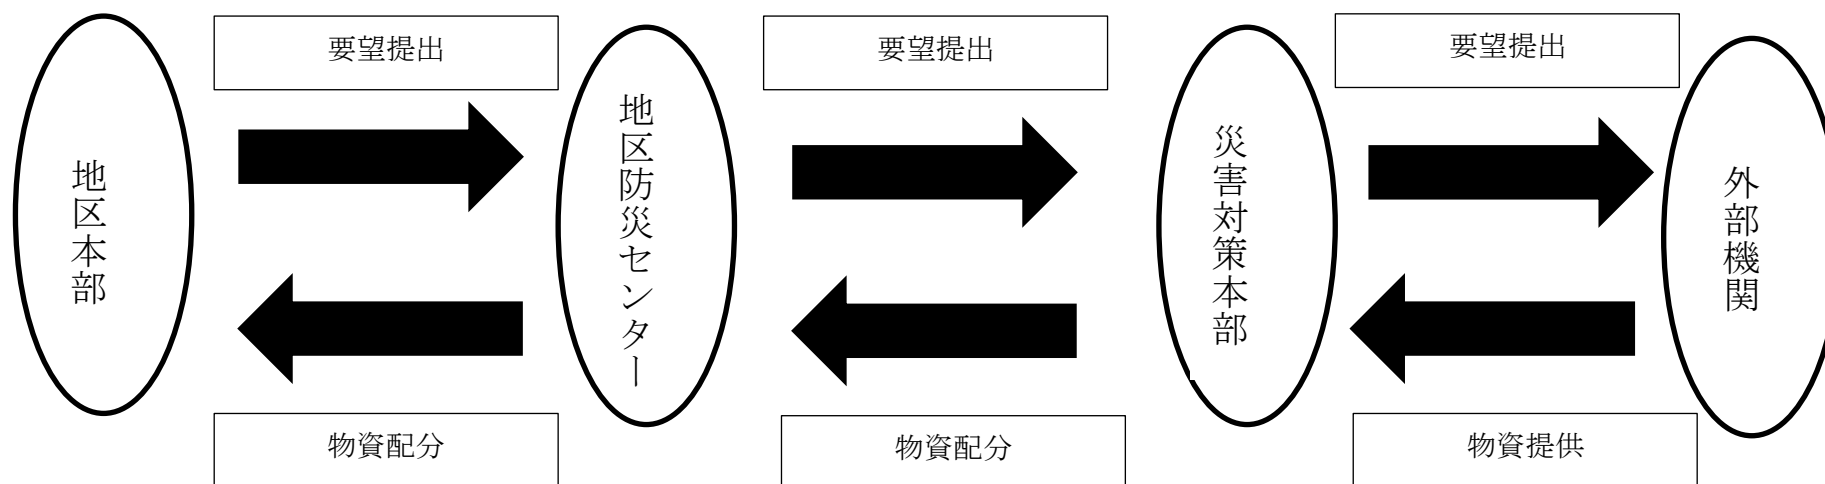 要望提出
要望提出
要望提出
地区本部
地区防災センター
災害対策本部
外部機関
物資配分
物資配分
物資提供